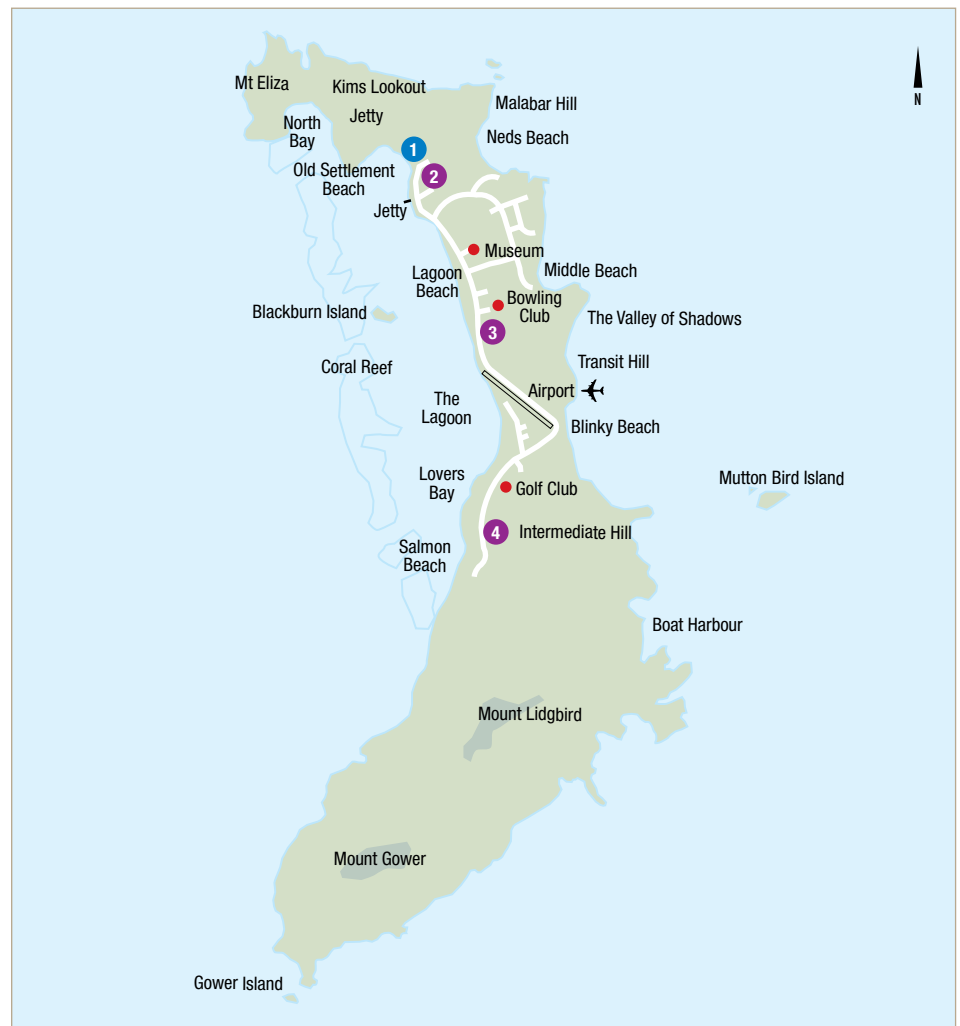 Mt Eliza
Kims Lookout
Jetty
Malabar Hill
N
North
Bay
Neds Beach
1
Old Settlement
Beach
2
Jetty
Museum
Lagoon
Beach
Middle Beach
Bowling
Club
Blackburn Island
The Valley of Shadows
3
Coral Reef
Transit Hill
Airport
The
Lagoon
Blinky Beach
Lovers
Bay
Golf Club
Mutton Bird Island
4
Intermediate Hill
Salmon
Beach
Boat Harbour
Mount Lidgbird
Mount Gower
Gower Island